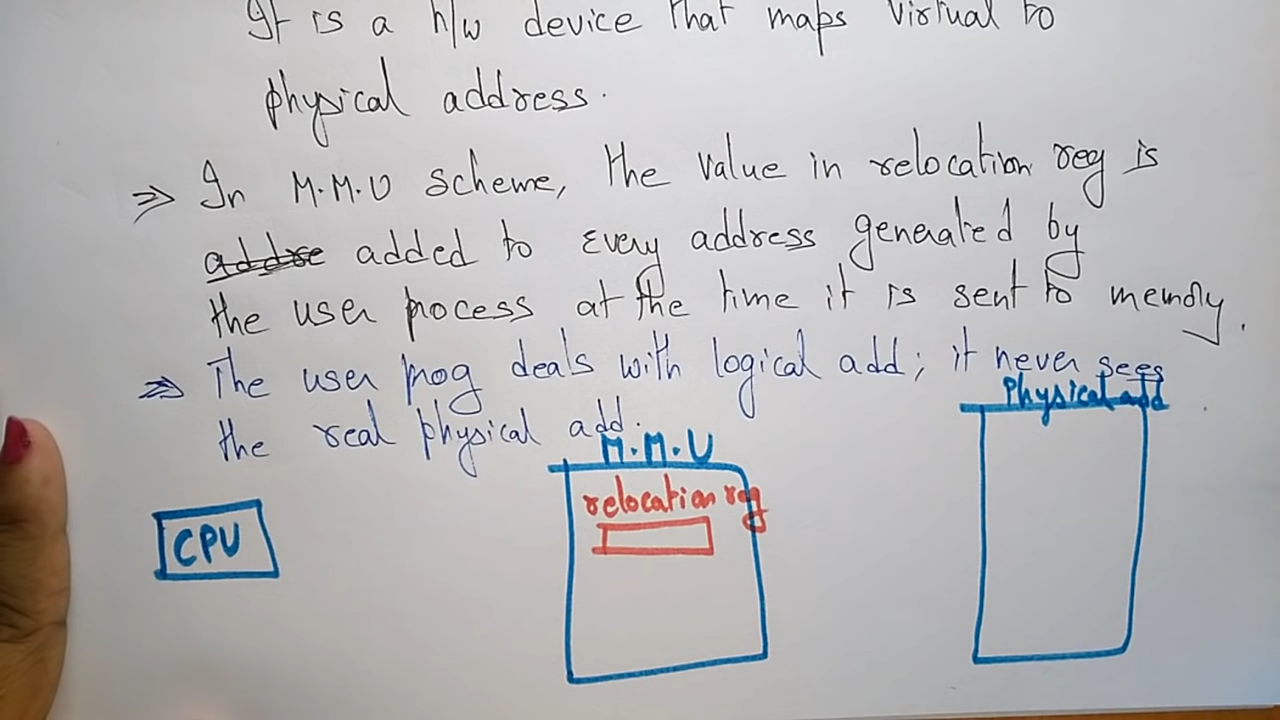 It is a h/w device that maps virtual to
physical address.
⇒ In M.M.U scheme, the value in relocation reg is
addre added to every address generated by
the user process at the time it is sent to memory.
⇒ The user prog deals with logical add; it never sees
the real physical add.
Physical add
M.M.U
relocation reg
CPU